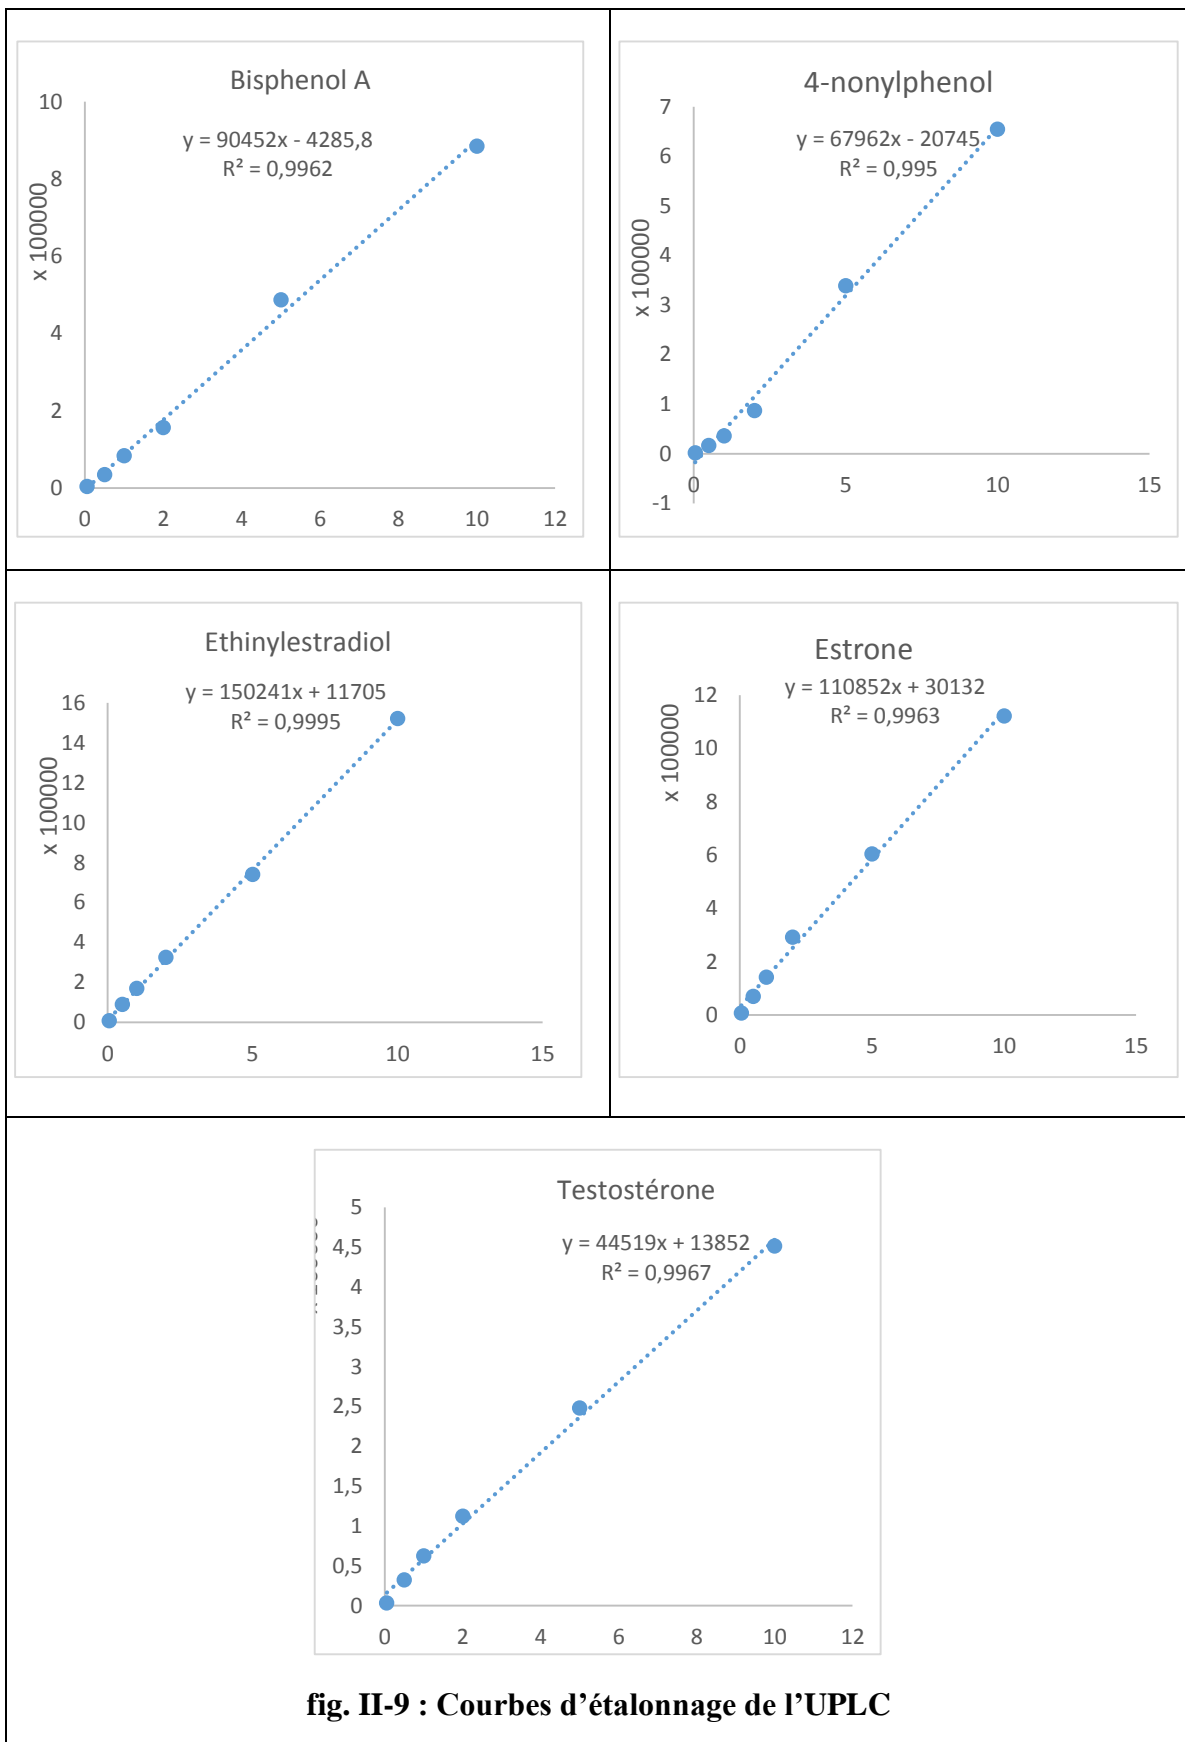 Bisphenol A
y = 90452x - 4285,8
R² = 0,9962
x 100000
10
8
6
4
2
0
0 2 4 6 8 10 12
4-nonylphenol
y = 67962x - 20745
R² = 0,995
x 100000
7
6
5
4
3
2
1
0
-1
0 5 10 15
Ethinylestradiol
y = 150241x + 11705
R² = 0,9995
x 100000
16
14
12
10
8
6
4
2
0
0 5 10 15
Estrone
y = 110852x + 30132
R² = 0,9963
x 100000
12
10
8
6
4
2
0
0 5 10 15
Testostérone
y = 44519x + 13852
R² = 0,9967
5
4,5
4
3,5
3
2,5
2
1,5
1
0,5
0
0 2 4 6 8 10 12
fig. II-9 : Courbes d’étalonnage de l’UPLC